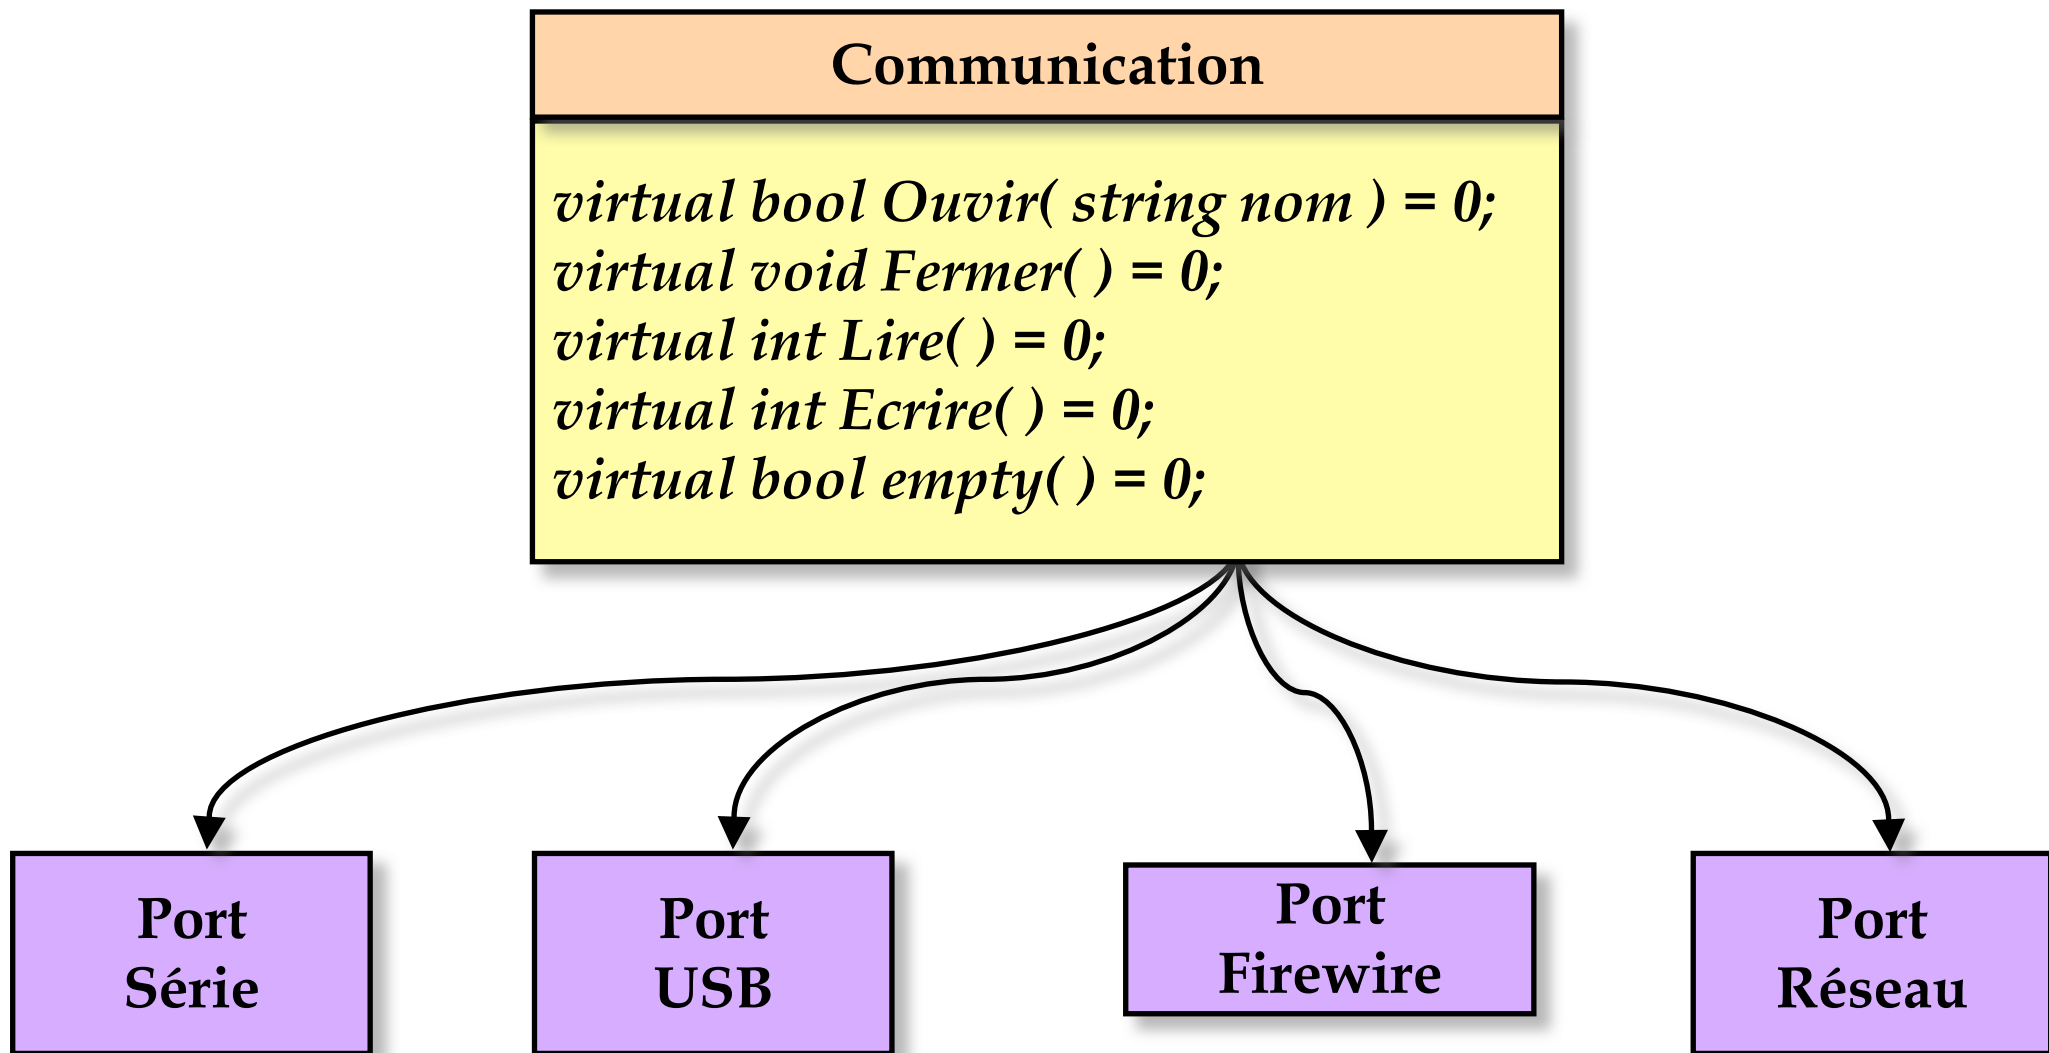 Communication
virtual bool Ouvir( string nom ) = 0;
virtual void Fermer( ) = 0;
virtual int Lire( ) = 0;
virtual int Ecrire( ) = 0;
virtual bool empty( ) = 0;
Port
Série
Port
USB
Port
Firewire
Port
Réseau